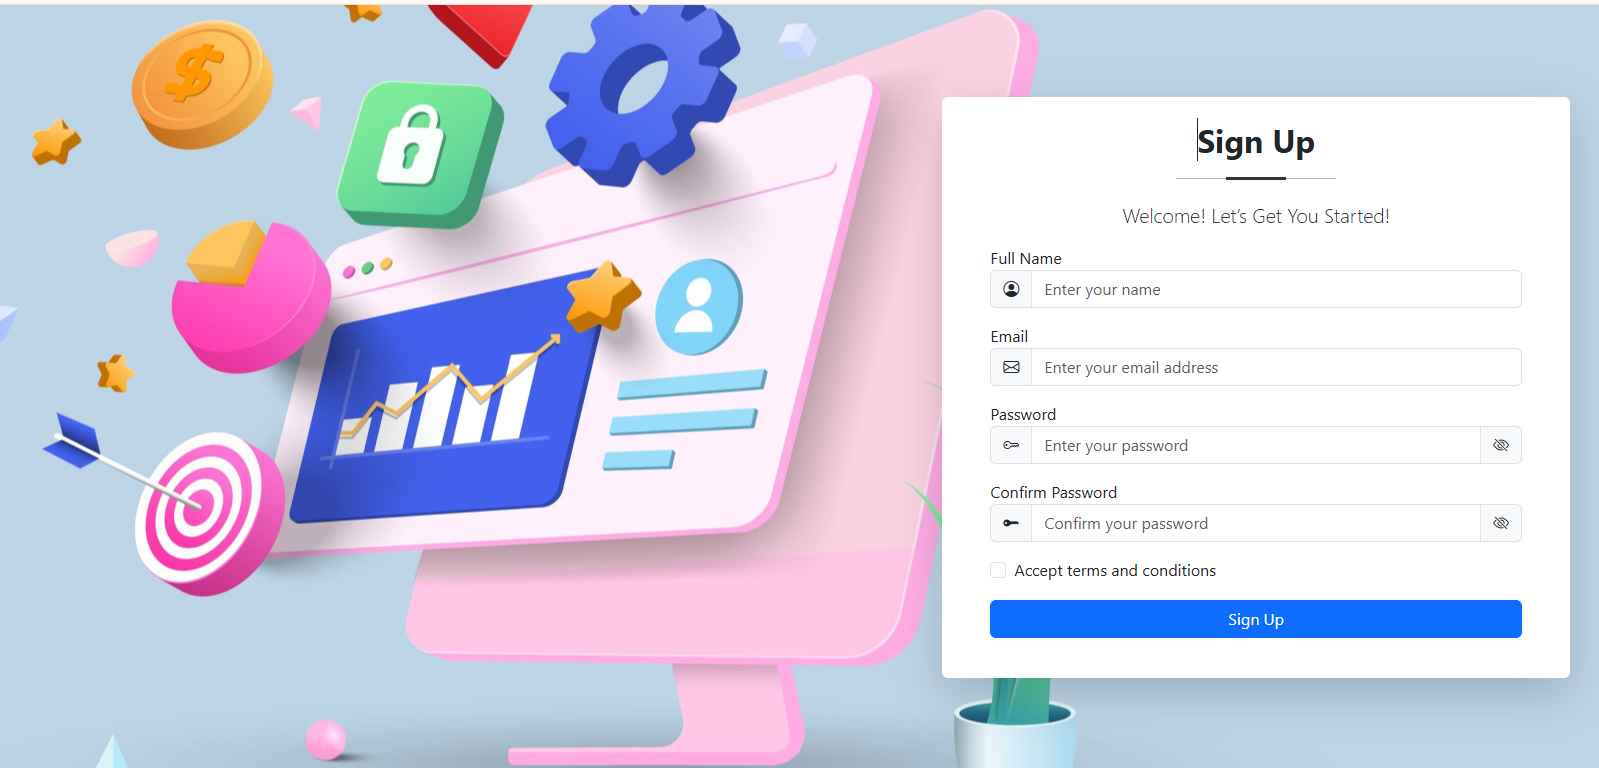 $
Sign Up
Welcome! Let's Get You Started!
Full Name
Enter your name
Email
Enter your email address
Password
Enter your password
Confirm Password
Confirm your password
Accept terms and conditions
Sign Up